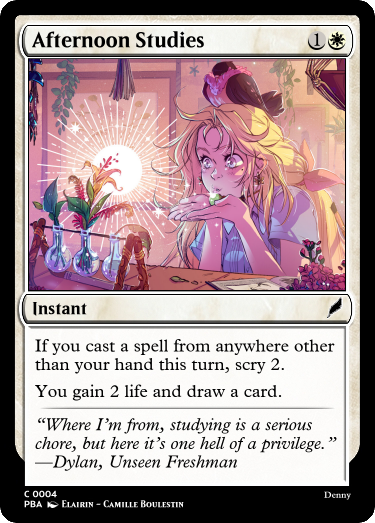 Afternoon Studies 1
Instant
If you cast a spell from anywhere other
than your hand this turn, scry 2.
You gain 2 life and draw a card.
“Where I’m from, studying is a serious
chore, but here it’s one hell of a privilege.”
—Dylan, Unseen Freshman
C 0004
Denny
PBA Elairin – Camille Boulestin